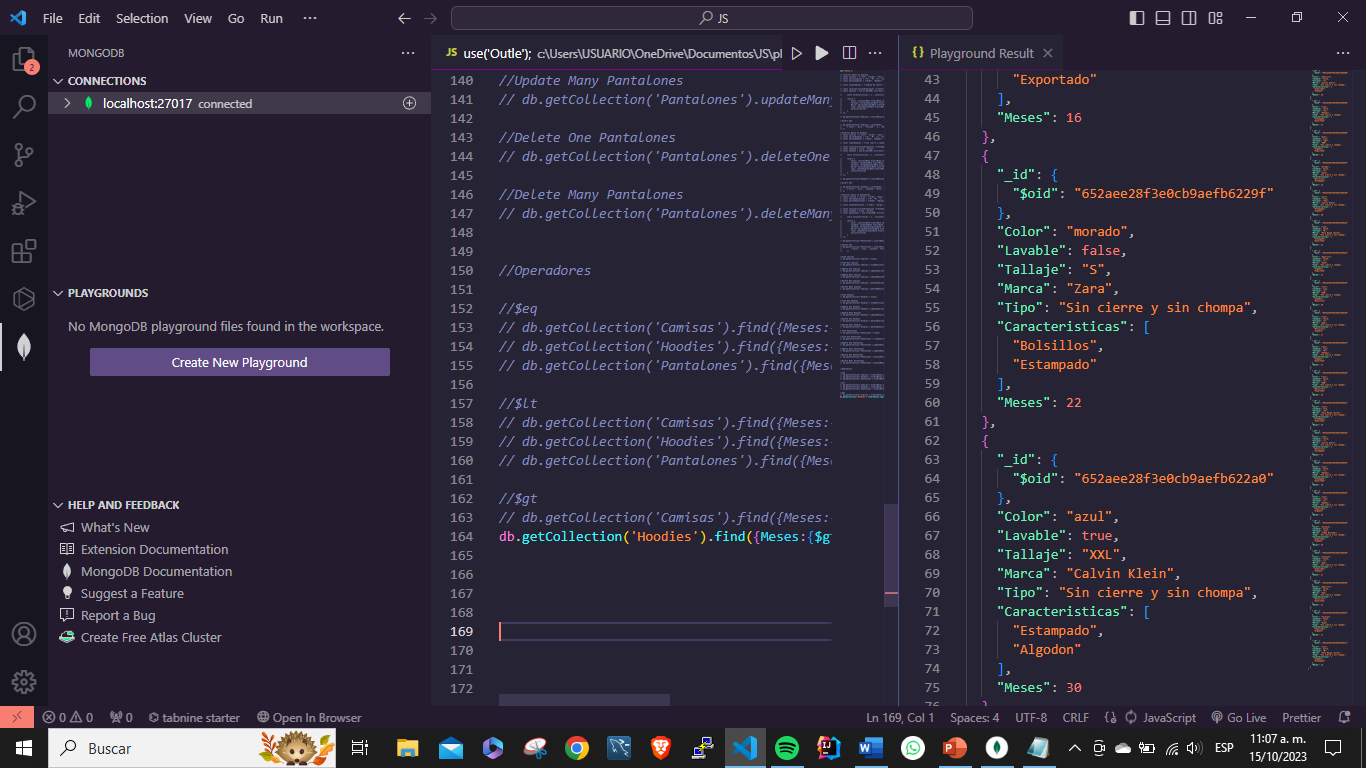 File Edit Selection View Go Run ···
JS
MONGODB
CONNECTIONS
localhost:27017 connected
PLAYGROUNDS
No MongoDB playground files found in the workspace.
Create New Playground
HELP AND FEEDBACK
What's New
Extension Documentation
MongoDB Documentation
Suggest a Feature
Report a Bug
Create Free Atlas Cluster
2
JS use('Outle'); c:\Users\USUARIO\OneDrive\Documentos\JS\pl
140 //Update Many Pantalones
141 // db.getCollection('Pantalones').updateMany
142
143 //Delete One Pantalones
144 // db.getCollection('Pantalones').deleteOne
145
146 //Delete Many Pantalones
147 // db.getCollection('Pantalones').deleteMany
148
149
150 //Operadores
151
152 //$eq
153 // db.getCollection('Camisas').find({Meses:
154 // db.getCollection('Hoodies').find({Meses:
155 // db.getCollection('Pantalones').find({Mes
156
157 //$lt
158 // db.getCollection('Camisas').find({Meses:
159 // db.getCollection('Hoodies').find({Meses:
160 // db.getCollection('Pantalones').find({Mes
161
162 //$gt
163 // db.getCollection('Camisas').find({Meses:
164 db.getCollection('Hoodies').find({Meses:{$g
165
166
167
168
169
170
171
172
{} Playground Result
43 "Exportado"
44 ],
45 "Meses": 16
46 },
47 {
48 "_id": {
49 "$oid": "652aee28f3e0cb9aefb6229f"
50 },
51 "Color": "morado",
52 "Lavable": false,
53 "Tallaje": "S",
54 "Marca": "Zara",
55 "Tipo": "Sin cierre y sin chompa",
56 "Caracteristicas": [
57 "Bolsillos",
58 "Estampado"
59 ],
60 "Meses": 22
61 },
62 {
63 "_id": {
64 "$oid": "652aee28f3e0cb9aefb622a0"
65 },
66 "Color": "azul",
67 "Lavable": true,
68 "Tallaje": "XXL",
69 "Marca": "Calvin Klein",
70 "Tipo": "Sin cierre y sin chompa",
71 "Caracteristicas": [
72 "Estampado",
73 "Algodon"
74 ],
75 "Meses": 30
0 0 0 tabnine starter Open In Browser Ln 169, Col 1 Spaces: 4 UTF-8 CRLF {} JavaScript Go Live Prettier
Buscar
ESP
11:07 a. m.
15/10/2023